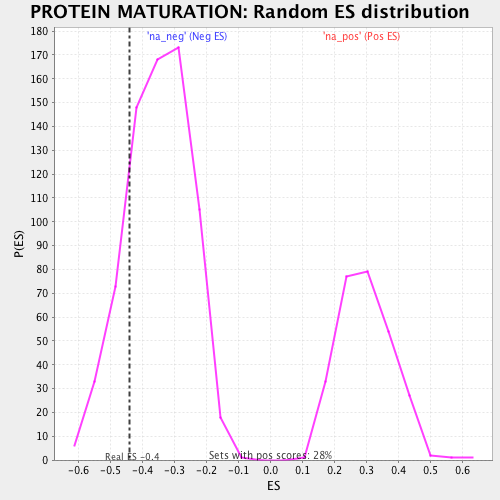 PROTEIN MATURATION: Random ES distribution
'na_neg' (Neg ES)
'na_pos' (Pos ES)
180
170
160
150
140
130
120
110
100
90
80
70
60
50
40
30
20
10
0
P(ES)
Real ES -0.4
Sets with pos scores: 28%
-0.6 -0.5 -0.4 -0.3 -0.2 -0.1 0.0 0.1 0.2 0.3 0.4 0.5 0.6
ES